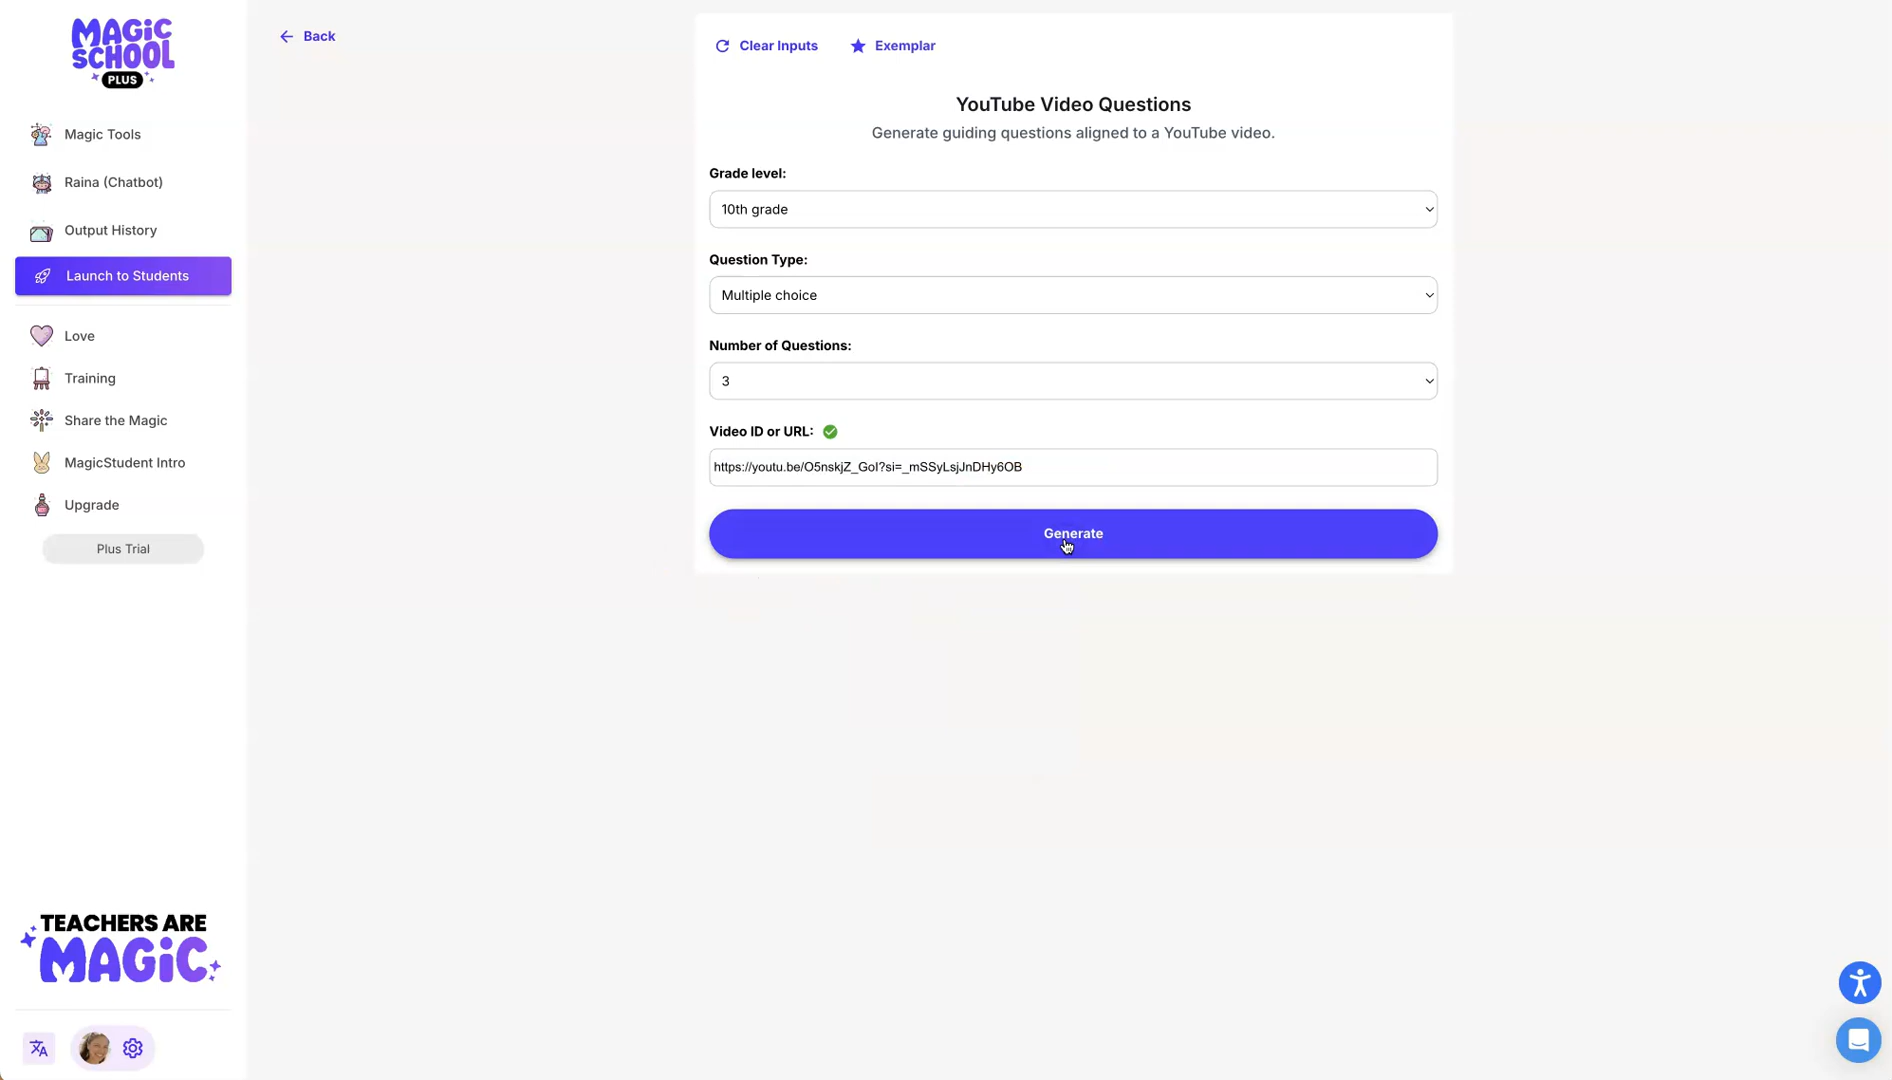 MAGiC
SCHOOL
PLUS
Magic Tools
Raina (Chatbot)
Output History
Launch to Students
Love
Training
Share the Magic
MagicStudent Intro
Upgrade
Plus Trial
TEACHERS ARE
MAGiC
Back
Clear Inputs
Exemplar
YouTube Video Questions
Generate guiding questions aligned to a YouTube video.
Grade level:
10th grade
Question Type:
Multiple choice
Number of Questions:
3
Video ID or URL:
https://youtu.be/O5nskjZ_GoI?si=_mSSyLsjJnDHy6OB
Generate